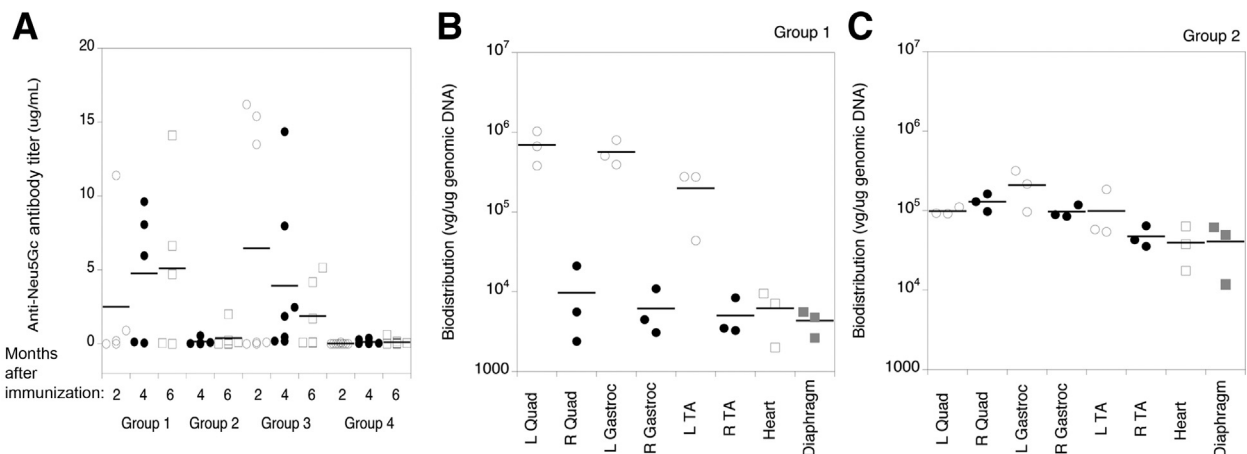 A
Anti-Neu5Gc antibody titer (ug/mL)
20
15
10
5
0
Months
after
immunization:
2 4 6 4 6 2 4 6 2 4 6
Group 1 Group 2 Group 3 Group 4
B
Group 1
Biodistribution (vg/ug genomic DNA)
10^7
10^6
10^5
10^4
1000
L Quad
R Quad
L Gastroc
R Gastroc
L TA
R TA
Heart
Diaphragm
C
Group 2
Biodistribution (vg/ug genomic DNA)
10^7
10^6
10^5
10^4
1000
L Quad
R Quad
L Gastroc
R Gastroc
L TA
R TA
Heart
Diaphragm